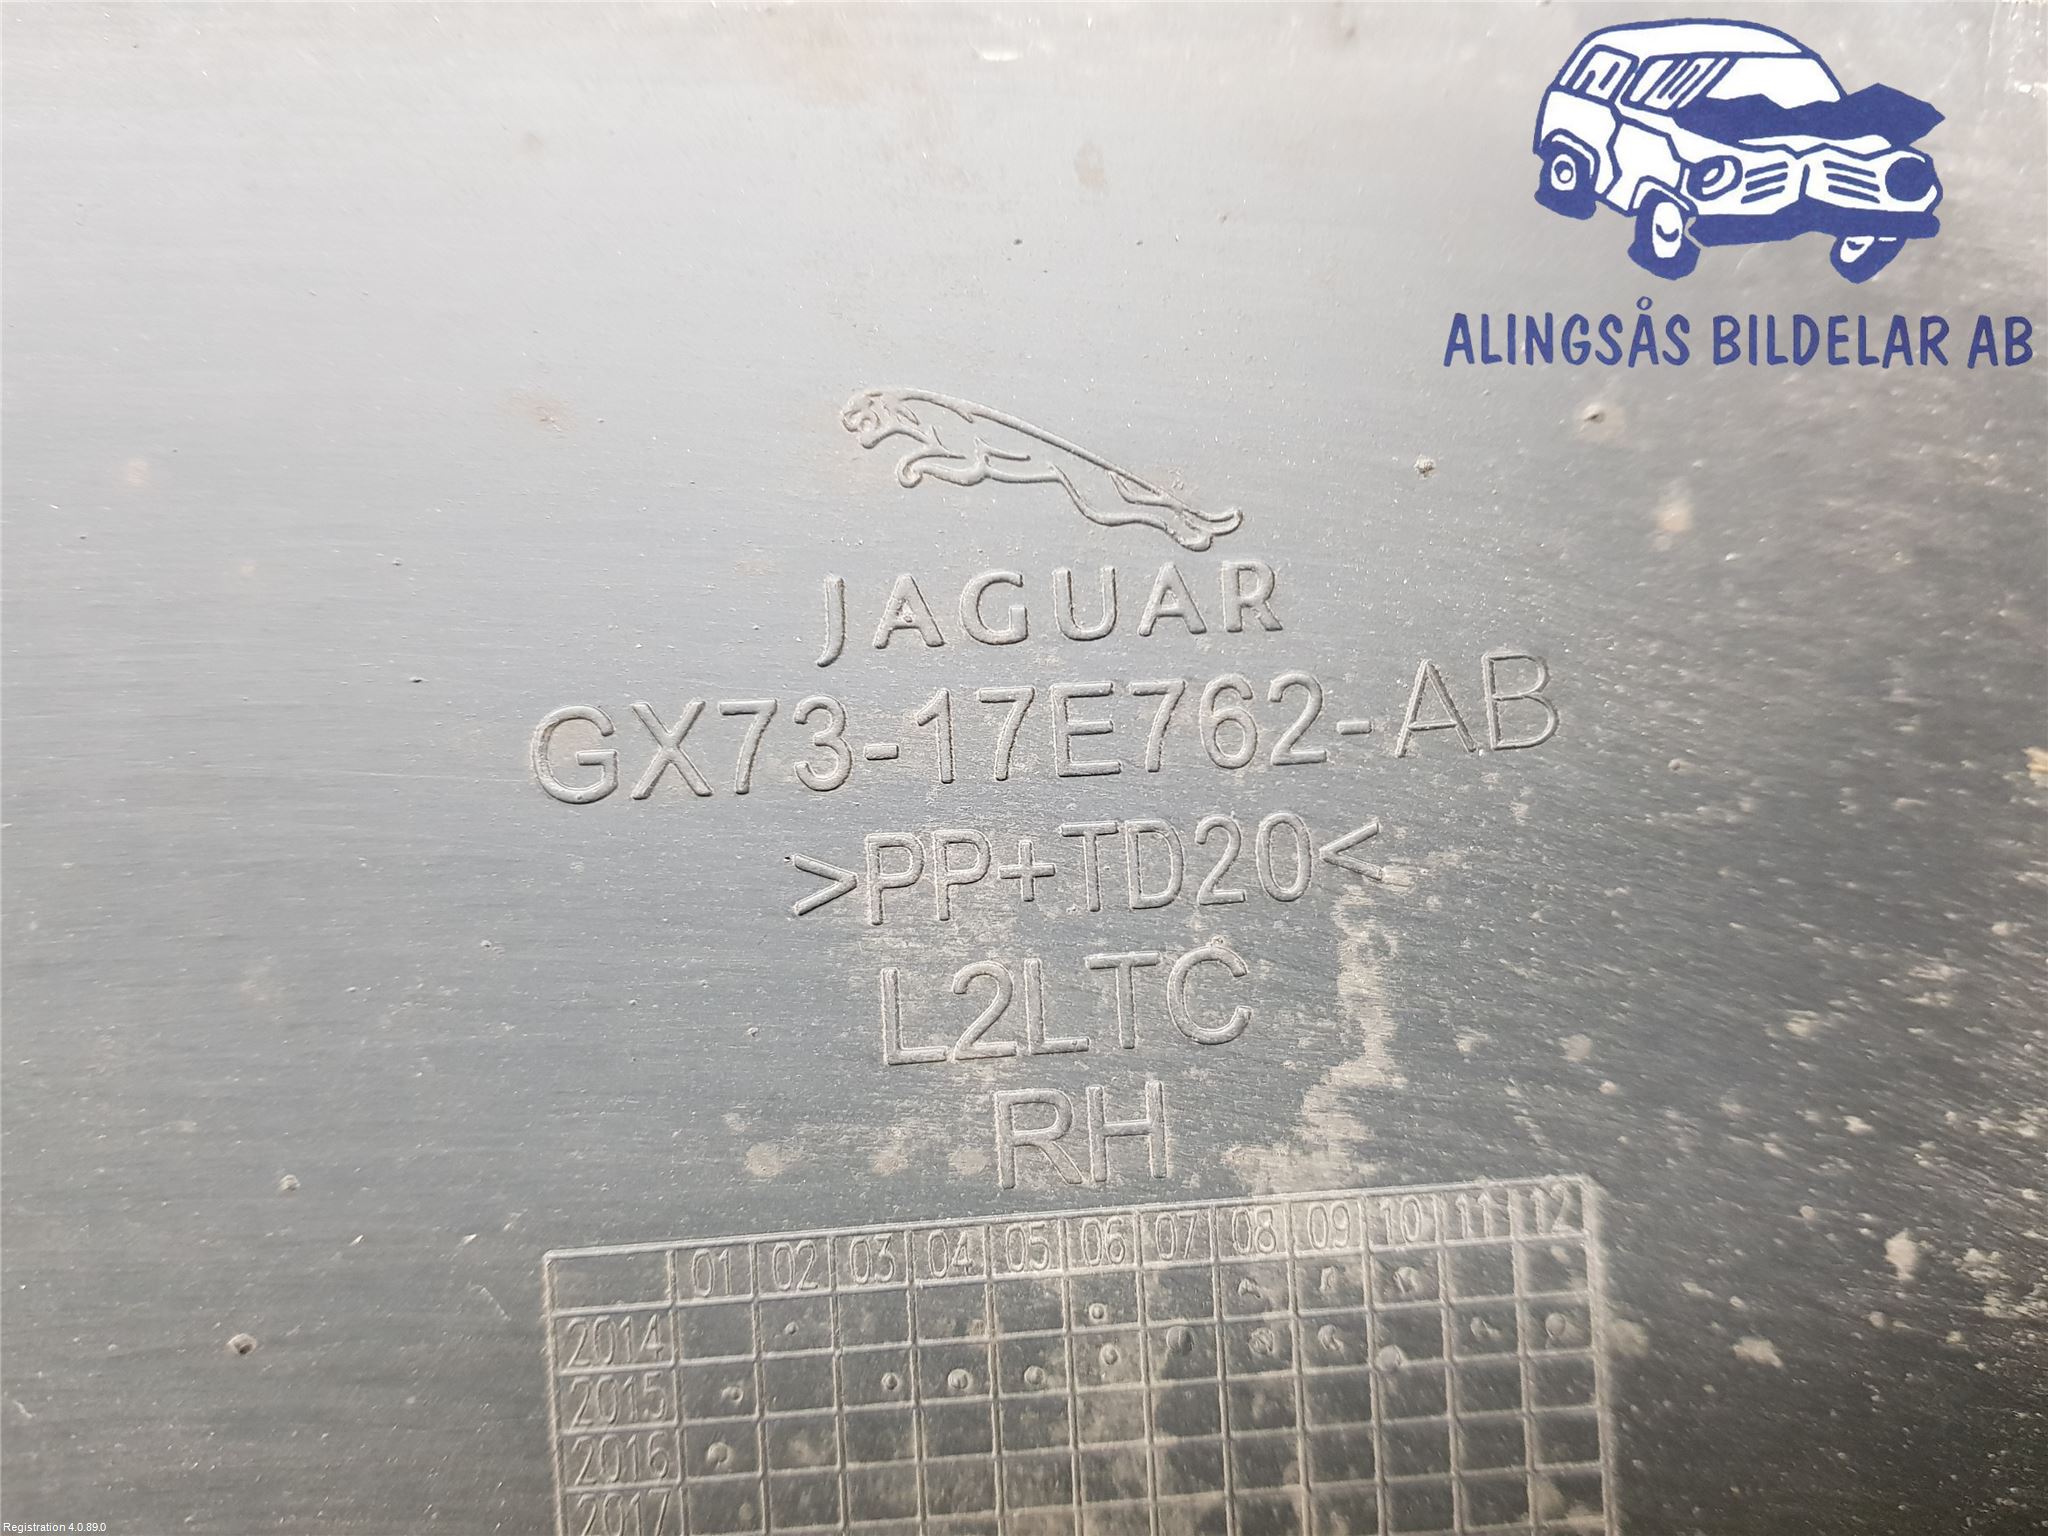 ALINGSÅS BILDELAR AB
JAGUAR
GX73-17E762-AB
>PP+TD20<
L2LTC
RH
01 02 03 04 05 06 07 08 09 10 11 12
2014
2015
2016
2017
Registration 4.0.89.0